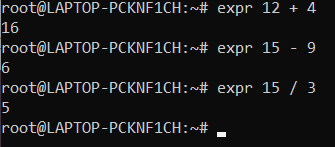 root@LAPTOP-PCKNF1CH:~# expr 12 + 4
16
root@LAPTOP-PCKNF1CH:~# expr 15 - 9
6
root@LAPTOP-PCKNF1CH:~# expr 15 / 3
5
root@LAPTOP-PCKNF1CH:~#